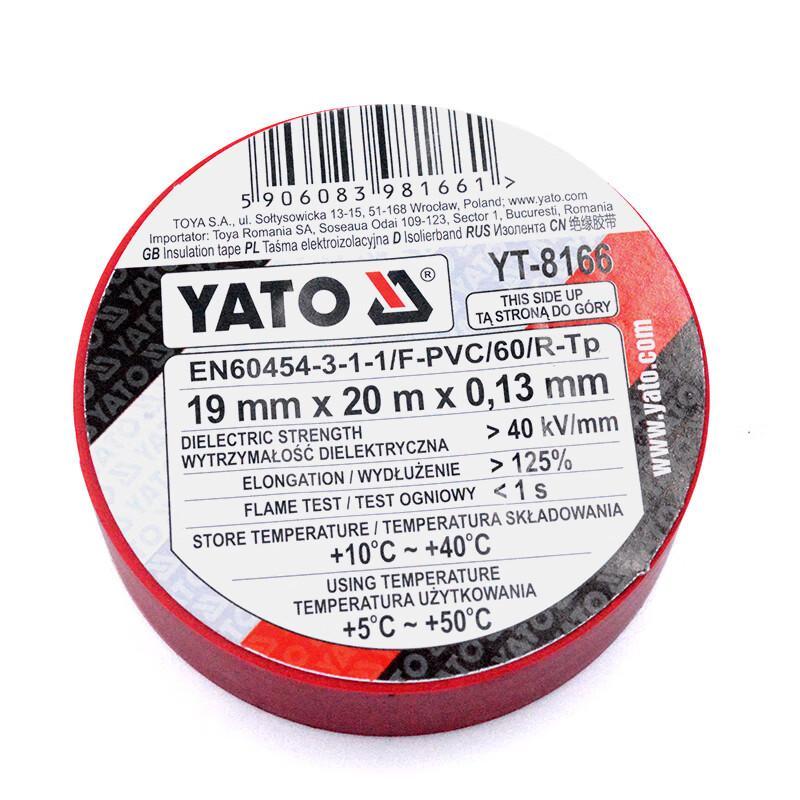 5 906083 981661 >
TOYA S.A., ul. Sołtysowicka 13-15, 51-168 Wrocław, Poland; www.yato.com
Importator: Toya Romania SA, Soseaua Odai 109-123, Sector 1, Bucuresti, Romania
GB Insulation tape PL Taśma elektroizolacyjna D Isolierband RUS Изолента CN 绝缘胶带
YT-8166
YATO ®
THIS SIDE UP
TĄ STRONĄ DO GÓRY
EN60454-3-1-1/F-PVC/60/R-Tp
19 mm x 20 m x 0,13 mm
DIELECTRIC STRENGTH
WYTRZYMAŁOŚĆ DIELEKTRYCZNA > 40 kV/mm
ELONGATION / WYDŁUŻENIE > 125%
FLAME TEST / TEST OGNIOWY < 1 s
STORE TEMPERATURE / TEMPERATURA SKŁADOWANIA
+10°C ~ +40°C
USING TEMPERATURE
TEMPERATURA UŻYTKOWANIA
+5°C ~ +50°C
www.yato.com